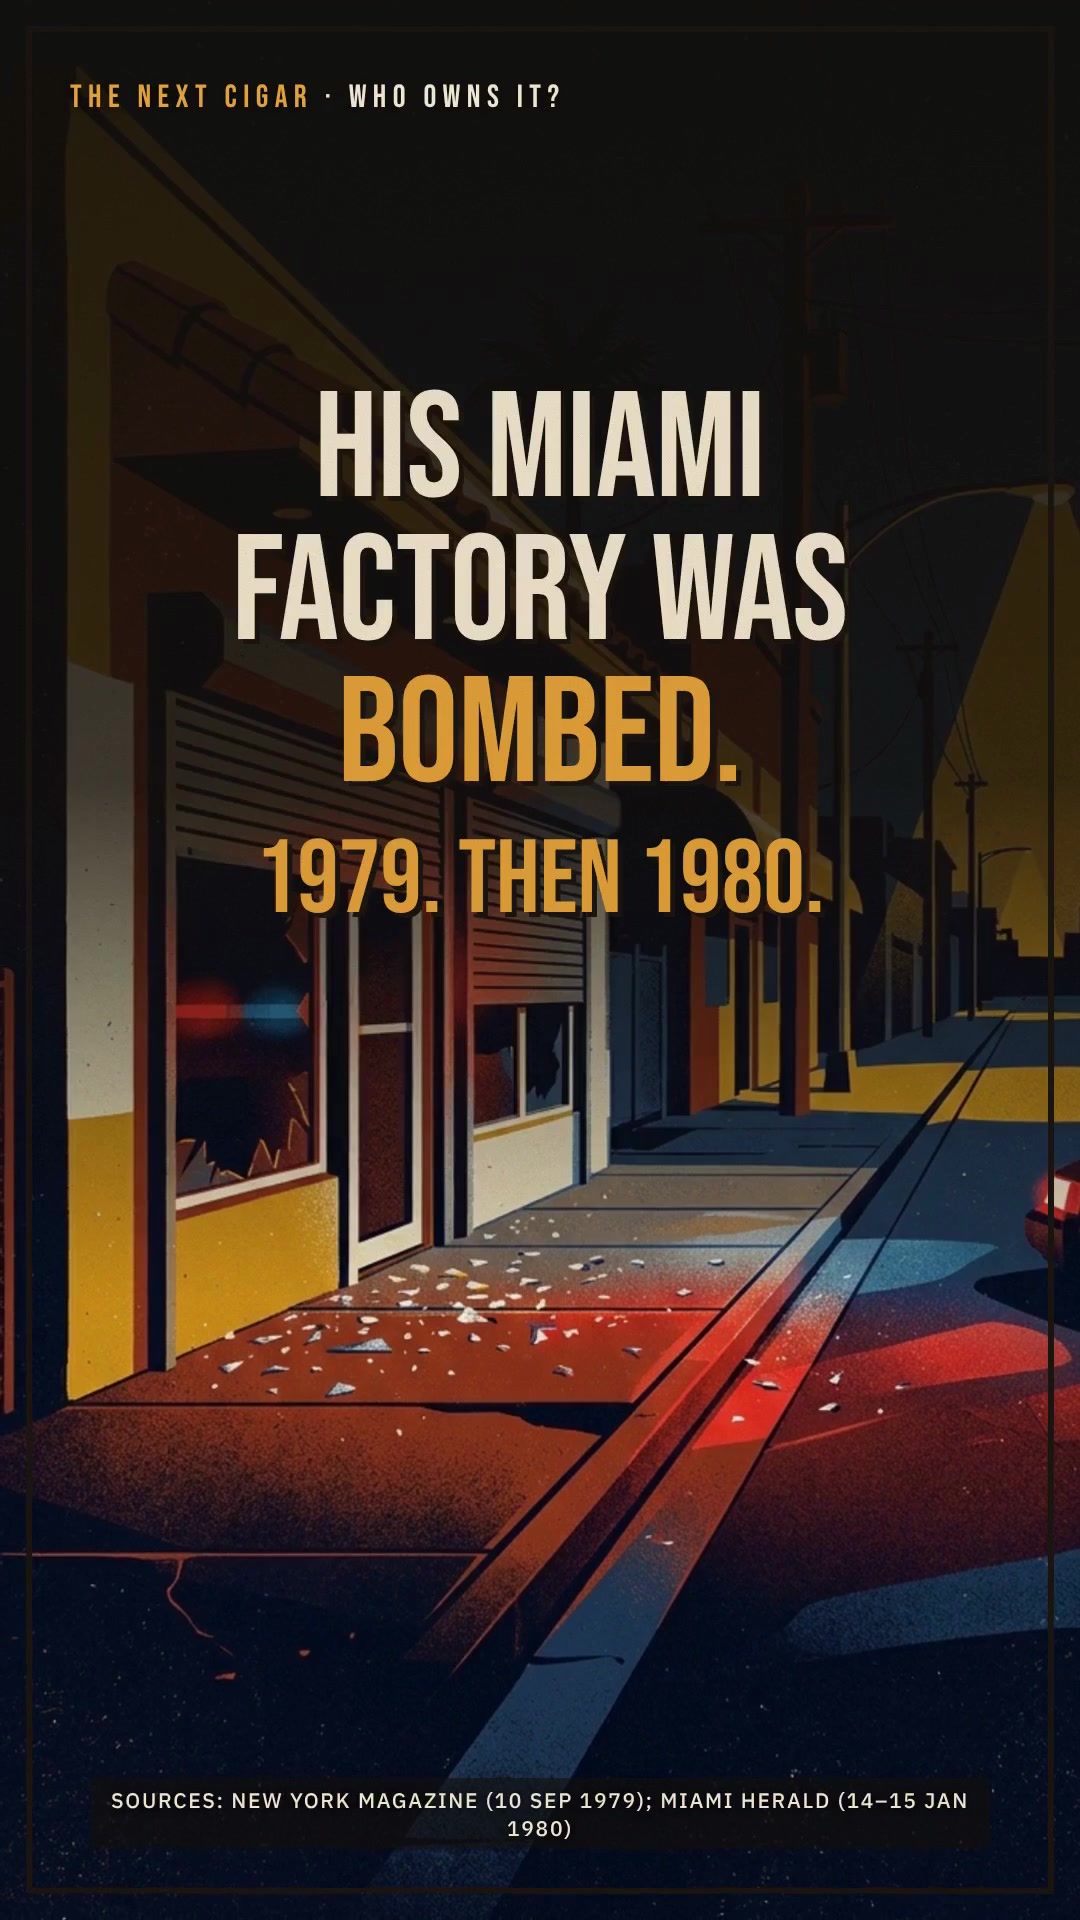 THE NEXT CIGAR · WHO OWNS IT?
HIS MIAMI
FACTORY WAS
BOMBED.
1979. THEN 1980.
SOURCES: NEW YORK MAGAZINE (10 SEP 1979); MIAMI HERALD (14–15 JAN
1980)